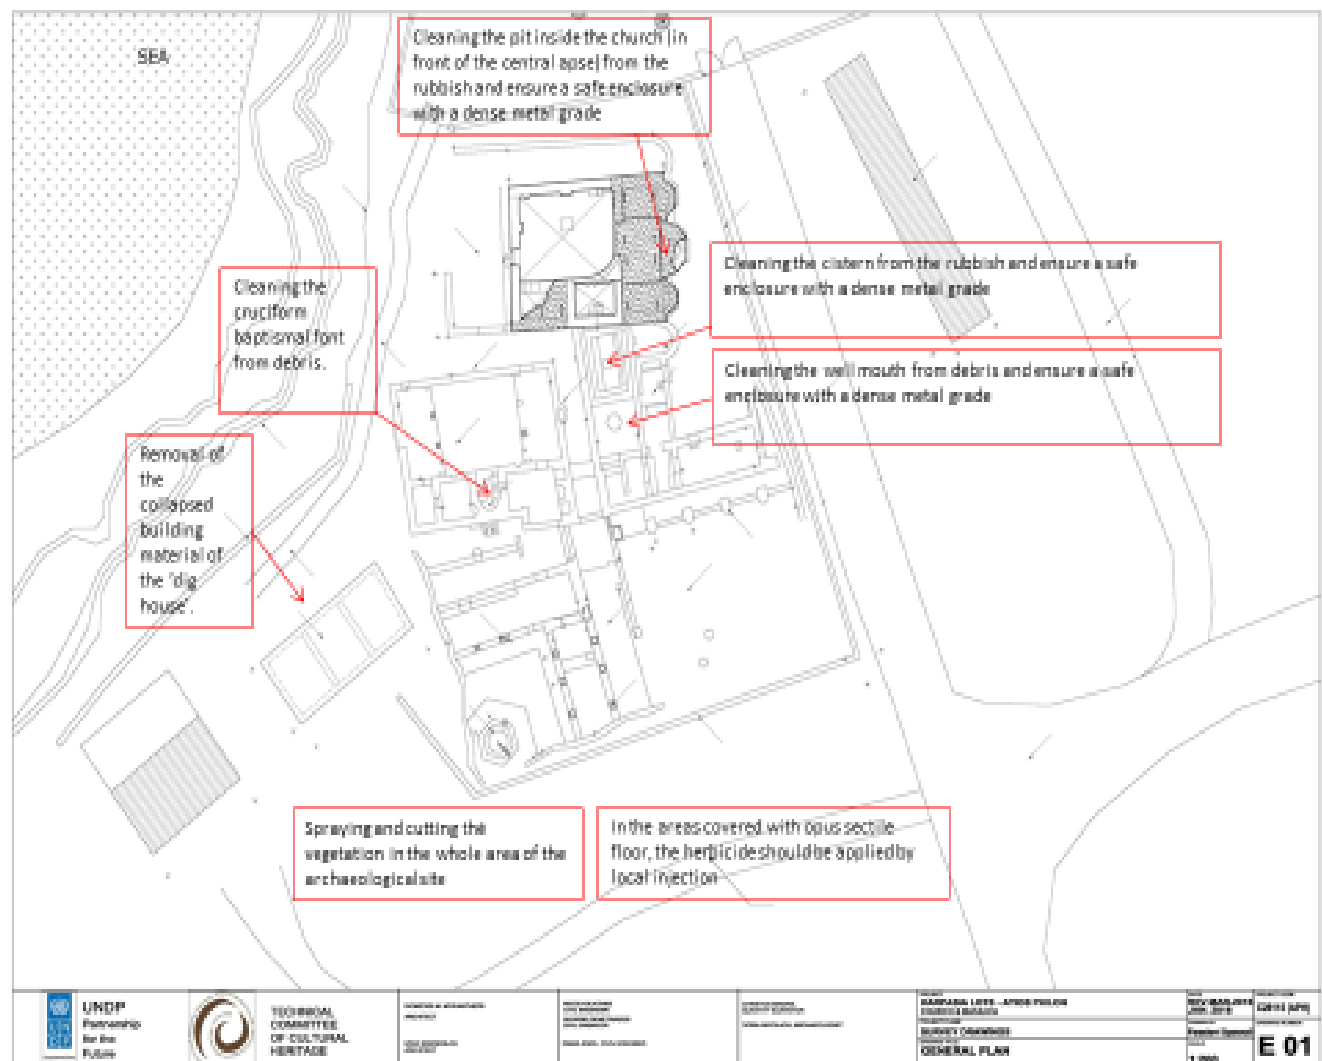 SEA
Cleaning the pit inside the church (in
front of the central apse) from the
rubbish and ensure a safe enclosure
with a dense metal grade
Cleaning the cistern from the rubbish and ensure a safe
enclosure with a dense metal grade
Cleaning the
cruciform
baptismal font
from debris.
Cleaning the well mouth from debris and ensure a safe
enclosure with a dense metal grade
Removal of
the
collapsed
building
material of
the 'dig
house'.
Spraying and cutting the
vegetation in the whole area of the
archaeological site
In the areas covered with opus sectile
floor, the herbicide should be applied by
local injection
UNDP
Partnership
for the
Future
TECHNICAL
COMMITTEE
OF CULTURAL
HERITAGE
SURVEY DRAWINGS
GENERAL PLAN
E 01